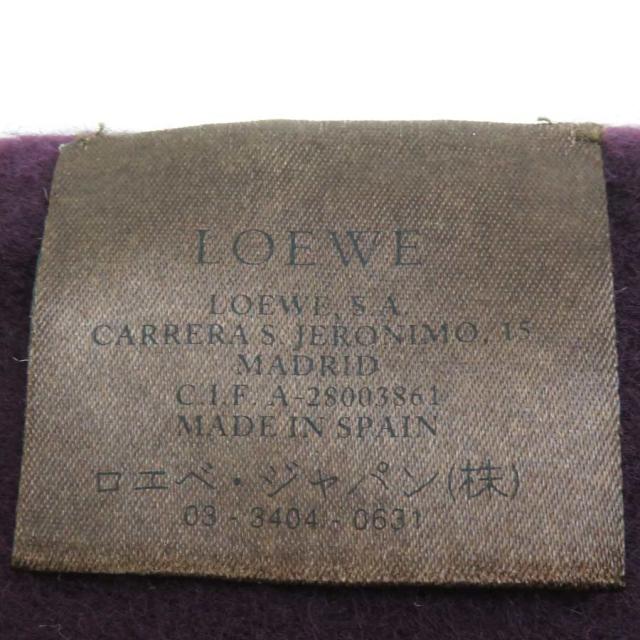 LOEWE
LOEWE, S.A.
CARRERA S. JERONIMO, 15
MADRID
C.I.F. A-28003861
MADE IN SPAIN
ロエベ・ジャパン(株)
03-3404-0631